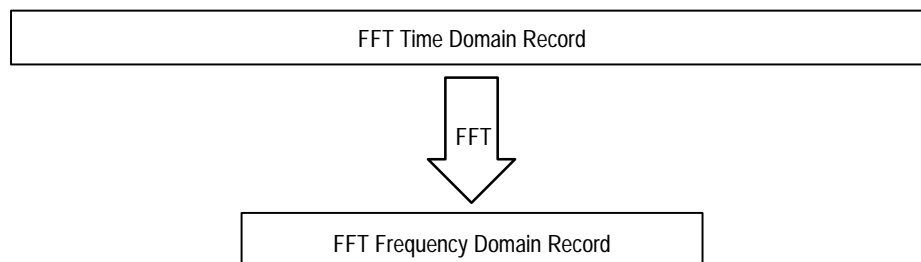 FFT Time Domain Record
FFT
FFT Frequency Domain Record